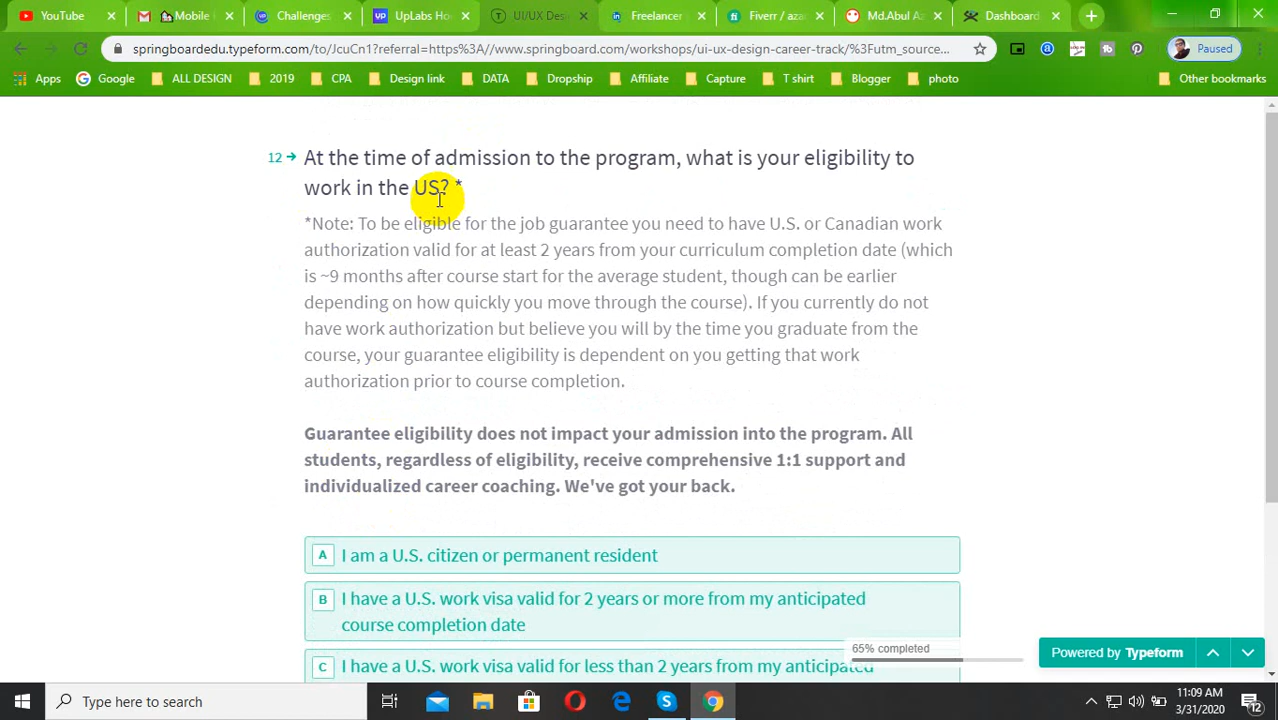 YouTube
Mobile
Challenges
UpLabs Ho
UI/UX Desi
Freelancer
Fiverr / aza
Md.Abul Az
Dashboard
springboardedu.typeform.com/to/JcuCn1?referral=https%3A//www.springboard.com/workshops/ui-ux-design-career-track/%3Futm_source...
Paused
Apps
Google
ALL DESIGN
2019
CPA
Design link
DATA
Dropship
Affiliate
Capture
T shirt
Blogger
photo
Other bookmarks
12 At the time of admission to the program, what is your eligibility to
work in the US? *
*Note: To be eligible for the job guarantee you need to have U.S. or Canadian work
authorization valid for at least 2 years from your curriculum completion date (which
is ~9 months after course start for the average student, though can be earlier
depending on how quickly you move through the course). If you currently do not
have work authorization but believe you will by the time you graduate from the
course, your guarantee eligibility is dependent on you getting that work
authorization prior to course completion.
Guarantee eligibility does not impact your admission into the program. All
students, regardless of eligibility, receive comprehensive 1:1 support and
individualized career coaching. We've got your back.
A I am a U.S. citizen or permanent resident
B I have a U.S. work visa valid for 2 years or more from my anticipated
course completion date
C I have a U.S. work visa valid for less than 2 years from my anticipated
65% completed
Powered by Typeform
Type here to search
11:09 AM
3/31/2020
12